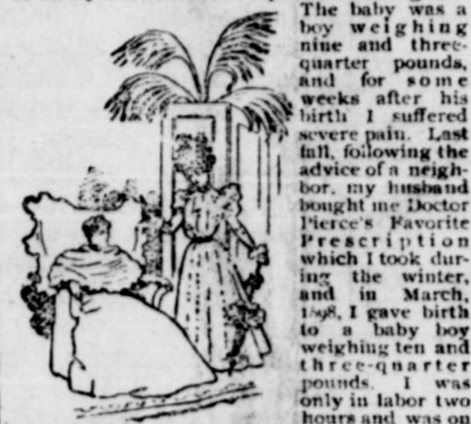 The baby was a
boy weighing
nine and three-
quarter pounds,
and for some
weeks after his
birth I suffered
severe pain. Last
fall, following the
advice of a neigh-
bor, my husband
bought me Doctor
Pierce's Favorite
Prescription
which I took dur-
ing the winter,
and in March,
1898, I gave birth
to a baby boy
weighing ten and
three-quarter
pounds. I was
only in labor two
hours and was on